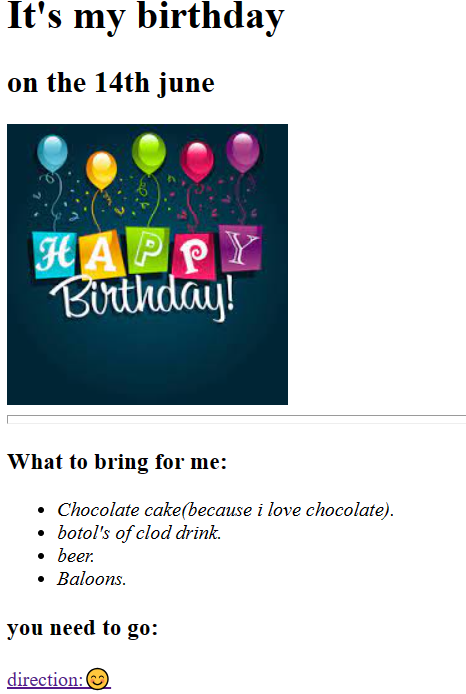 It's my birthday
on the 14th june
HAPPY
Birthday!
What to bring for me:
Chocolate cake(because i love chocolate).
botol's of clod drink.
beer.
Baloons.
you need to go:
direction:😊